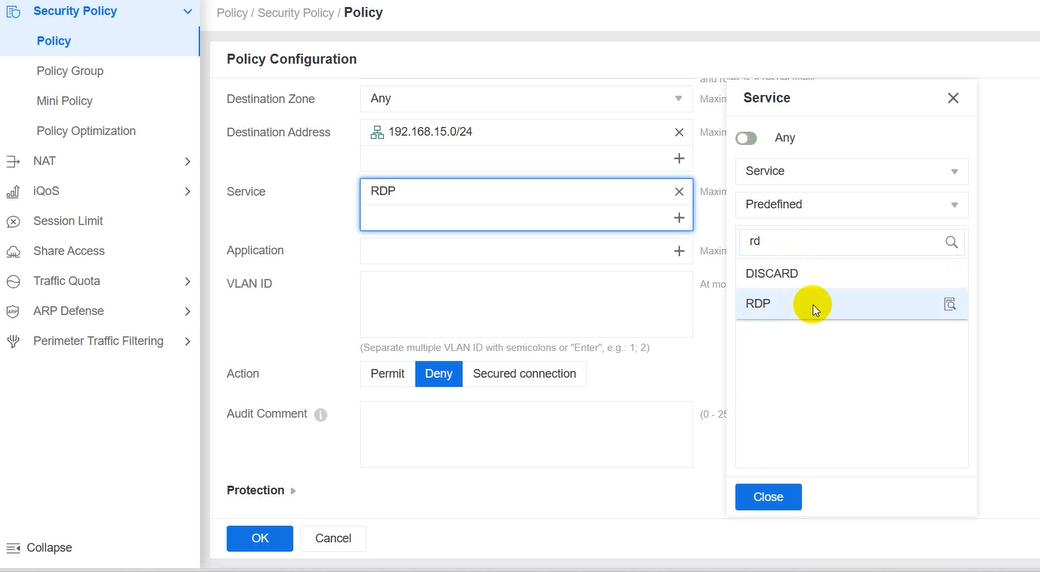 Security Policy
Policy
Policy Group
Mini Policy
Policy Optimization
NAT
iQoS
Session Limit
Share Access
Traffic Quota
ARP Defense
Perimeter Traffic Filtering
Collapse
Policy / Security Policy / Policy
Policy Configuration
Destination Zone
Any
Maxim
Destination Address
192.168.15.0/24
Maxim
Service
RDP
Maxim
Application
Maxim
VLAN ID
At mo
(Separate multiple VLAN ID with semicolons or "Enter", e.g.: 1; 2)
Action
Permit
Deny
Secured connection
Audit Comment
(0 - 25
Protection
OK
Cancel
Service
Any
Service
Predefined
rd
DISCARD
RDP
Close